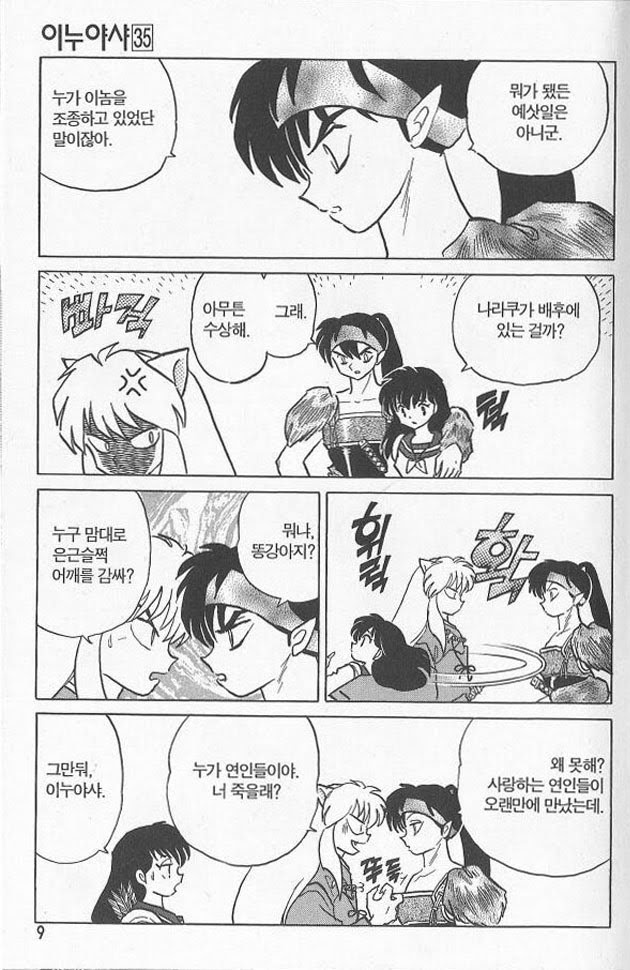 이누야샤 35
뭐가 됐든
예삿일은
아니군.
누가 이놈을
조종하고 있었단
말이잖아.
나라쿠가 배후에
있는 걸까?
턱
그래.
아무튼
수상해.
빠직
확
휘릭
뭐냐,
똥강아지?
누구 맘대로
은근슬쩍
어깨를 감싸?
왜 못해?
사랑하는 연인들이
오랜만에 만났는데.
누가 연인들이야.
너 죽을래?
그만둬,
이누야샤.
9